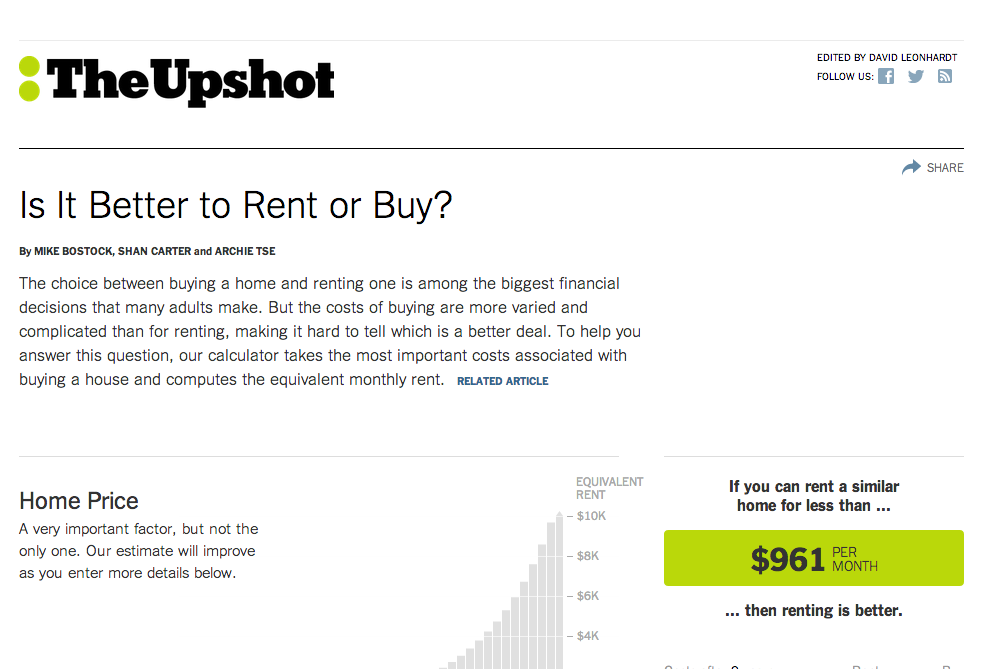 TheUpshot
EDITED BY DAVID LEONHARDT
FOLLOW US:
SHARE
Is It Better to Rent or Buy?
By MIKE BOSTOCK, SHAN CARTER and ARCHIE TSE
The choice between buying a home and renting one is among the biggest financial
decisions that many adults make. But the costs of buying are more varied and
complicated than for renting, making it hard to tell which is a better deal. To help you
answer this question, our calculator takes the most important costs associated with
buying a house and computes the equivalent monthly rent. RELATED ARTICLE
Home Price
A very important factor, but not the
only one. Our estimate will improve
as you enter more details below.
EQUIVALENT
RENT
$10K
$8K
$6K
$4K
If you can rent a similar
home for less than ...
$961 PER
MONTH
... then renting is better.